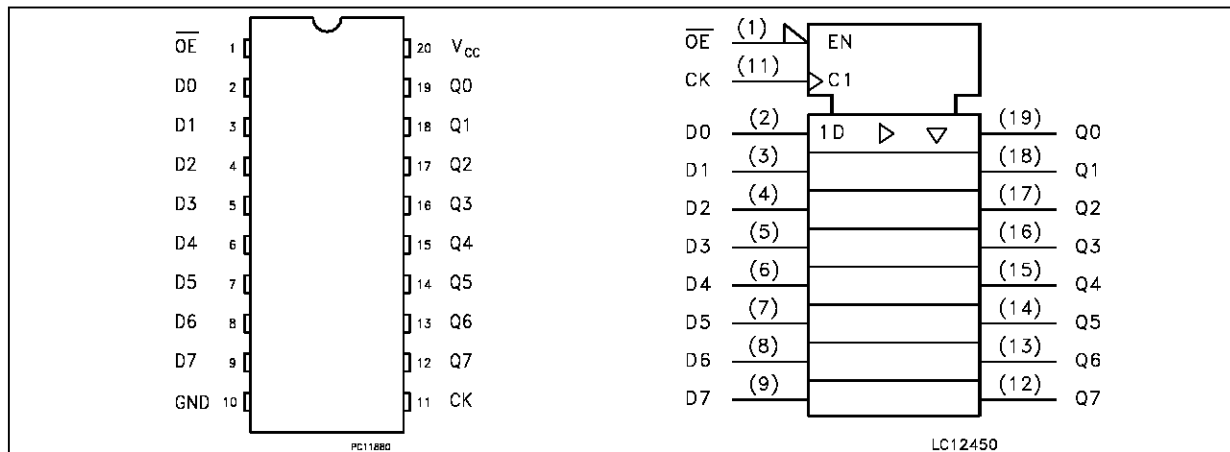 OE 1 20 VCC
D0 2 19 Q0
D1 3 18 Q1
D2 4 17 Q2
D3 5 16 Q3
D4 6 15 Q4
D5 7 14 Q5
D6 8 13 Q6
D7 9 12 Q7
GND 10 11 CK
PC11880
OE (1) EN
CK (11) C1
D0 (2) 1D (19) Q0
D1 (3) (18) Q1
D2 (4) (17) Q2
D3 (5) (16) Q3
D4 (6) (15) Q4
D5 (7) (14) Q5
D6 (8) (13) Q6
D7 (9) (12) Q7
LC12450